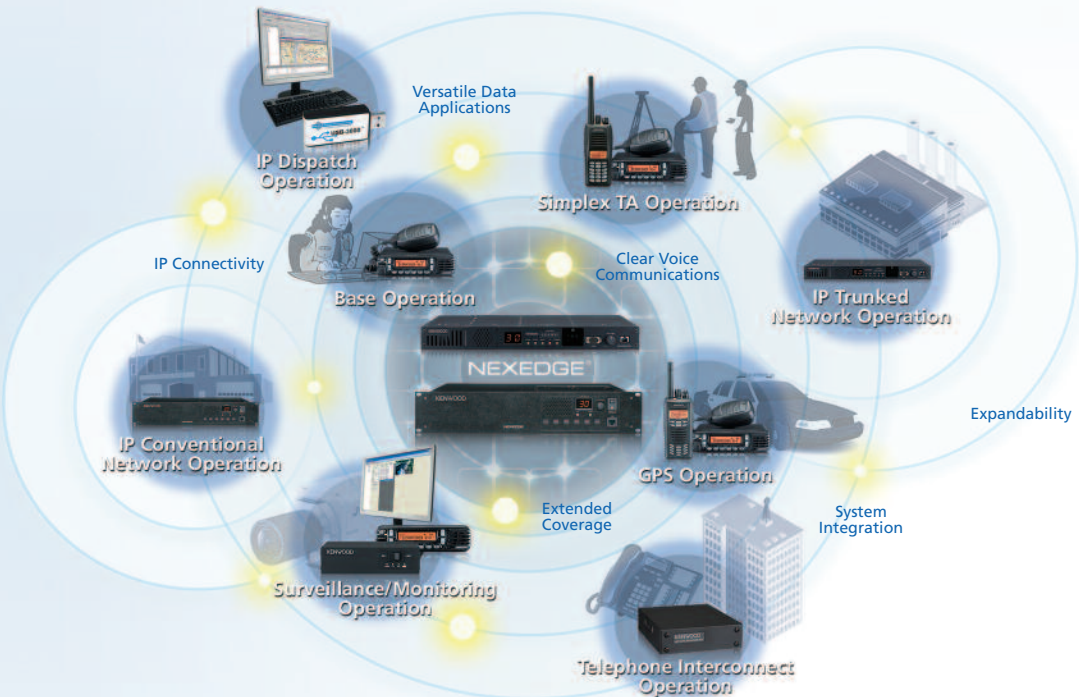 Versatile Data
Applications
IP Dispatch
Operation
Simplex TA Operation
IP Connectivity
Clear Voice
Communications
Base Operation
IP Trunked
Network Operation
NEXEDGE®
KENWOOD
30
IP Conventional
Network Operation
Expandability
GPS Operation
Extended
Coverage
System
Integration
KENWOOD
Surveillance/Monitoring
Operation
KENWOOD
Telephone Interconnect
Operation